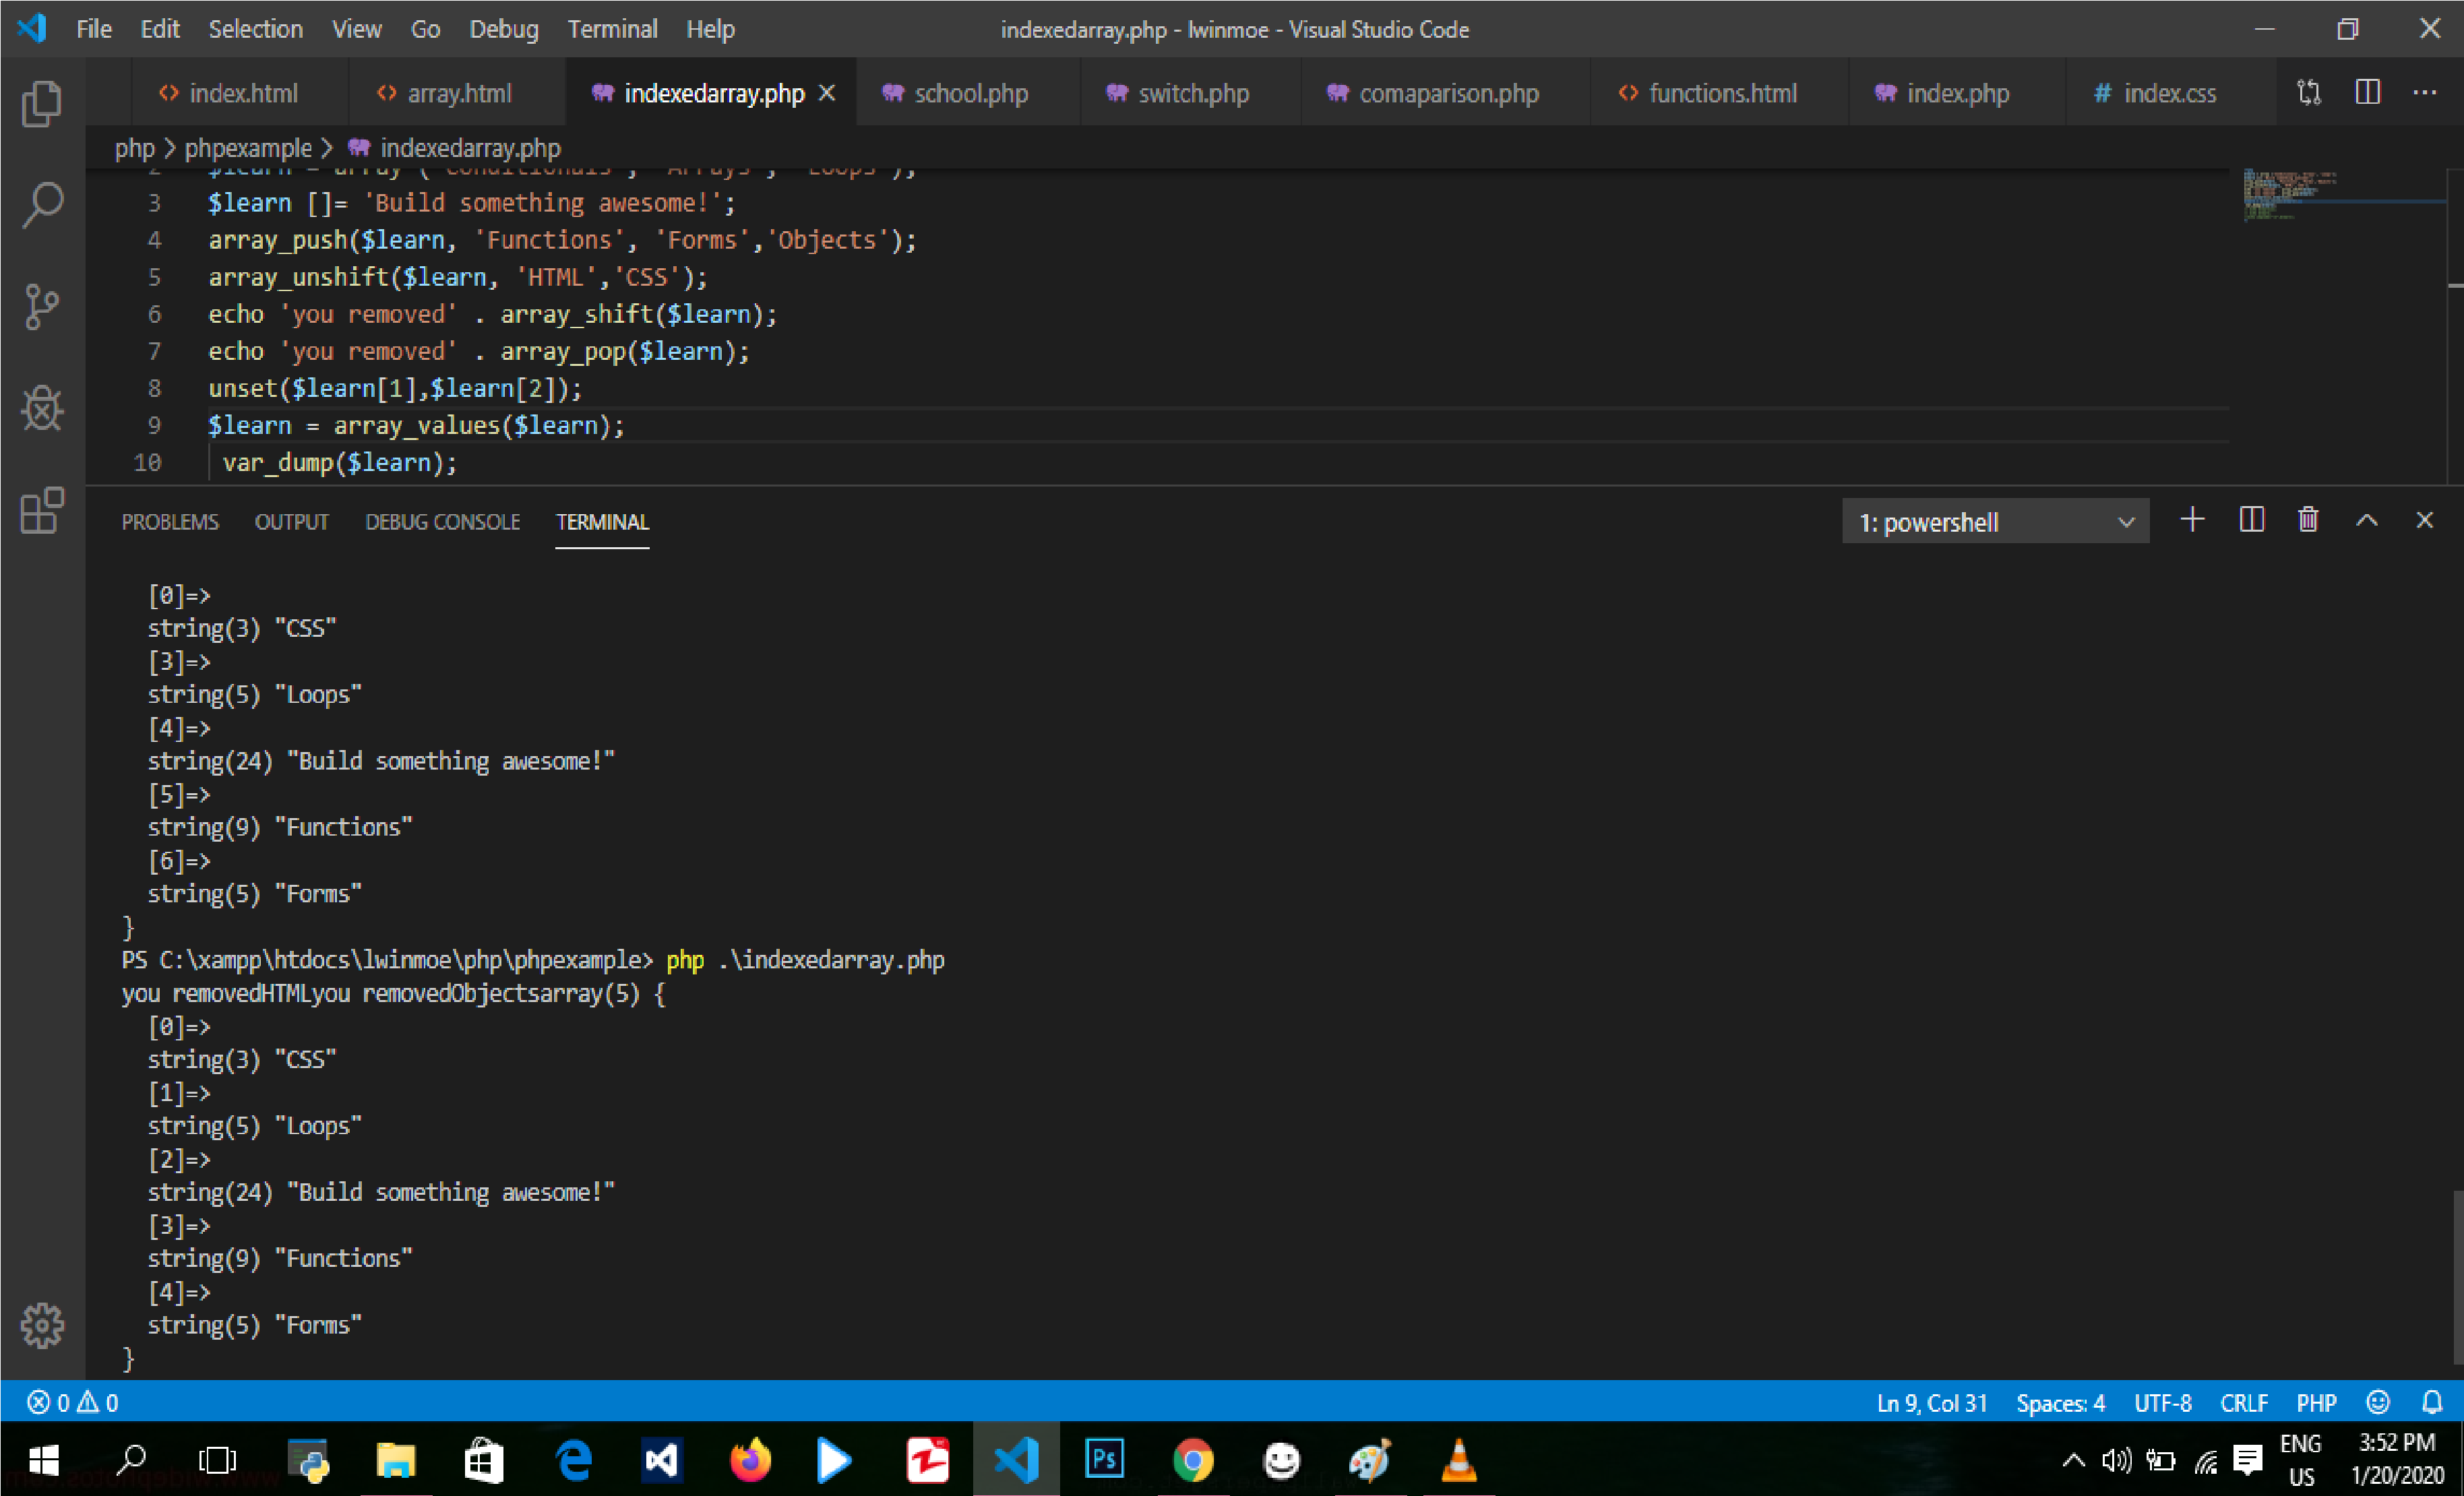 File Edit Selection View Go Debug Terminal Help
indexedarray.php - lwinmoe - Visual Studio Code
index.html
array.html
indexedarray.php
school.php
switch.php
comaparison.php
functions.html
index.php
# index.css
php > phpexample > indexedarray.php
2 $learn = array ( 'Conditionals', 'Arrays', 'Loops' );
3 $learn []= 'Build something awesome!';
4 array_push($learn, 'Functions', 'Forms','Objects');
5 array_unshift($learn, 'HTML','CSS');
6 echo 'you removed' . array_shift($learn);
7 echo 'you removed' . array_pop($learn);
8 unset($learn[1],$learn[2]);
9 $learn = array_values($learn);
10 var_dump($learn);
PROBLEMS OUTPUT DEBUG CONSOLE TERMINAL
1: powershell
[0]=>
string(3) "CSS"
[3]=>
string(5) "Loops"
[4]=>
string(24) "Build something awesome!"
[5]=>
string(9) "Functions"
[6]=>
string(5) "Forms"
}
PS C:\xampp\htdocs\lwinmoe\php\phpexample> php .\indexedarray.php
you removedHTMLyou removedObjectsarray(5) {
[0]=>
string(3) "CSS"
[1]=>
string(5) "Loops"
[2]=>
string(24) "Build something awesome!"
[3]=>
string(9) "Functions"
[4]=>
string(5) "Forms"
}
0 0
Ln 9, Col 31 Spaces: 4 UTF-8 CRLF PHP
Ps
ENG
US
3:52 PM
1/20/2020